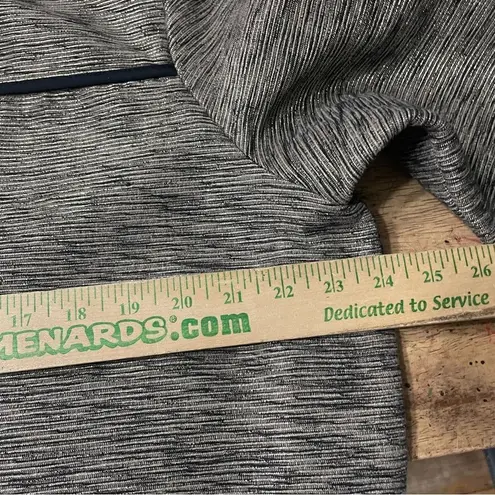 17 18 19 20 21 22 23 24 25 26
MENARDS®.com
Dedicated to Service